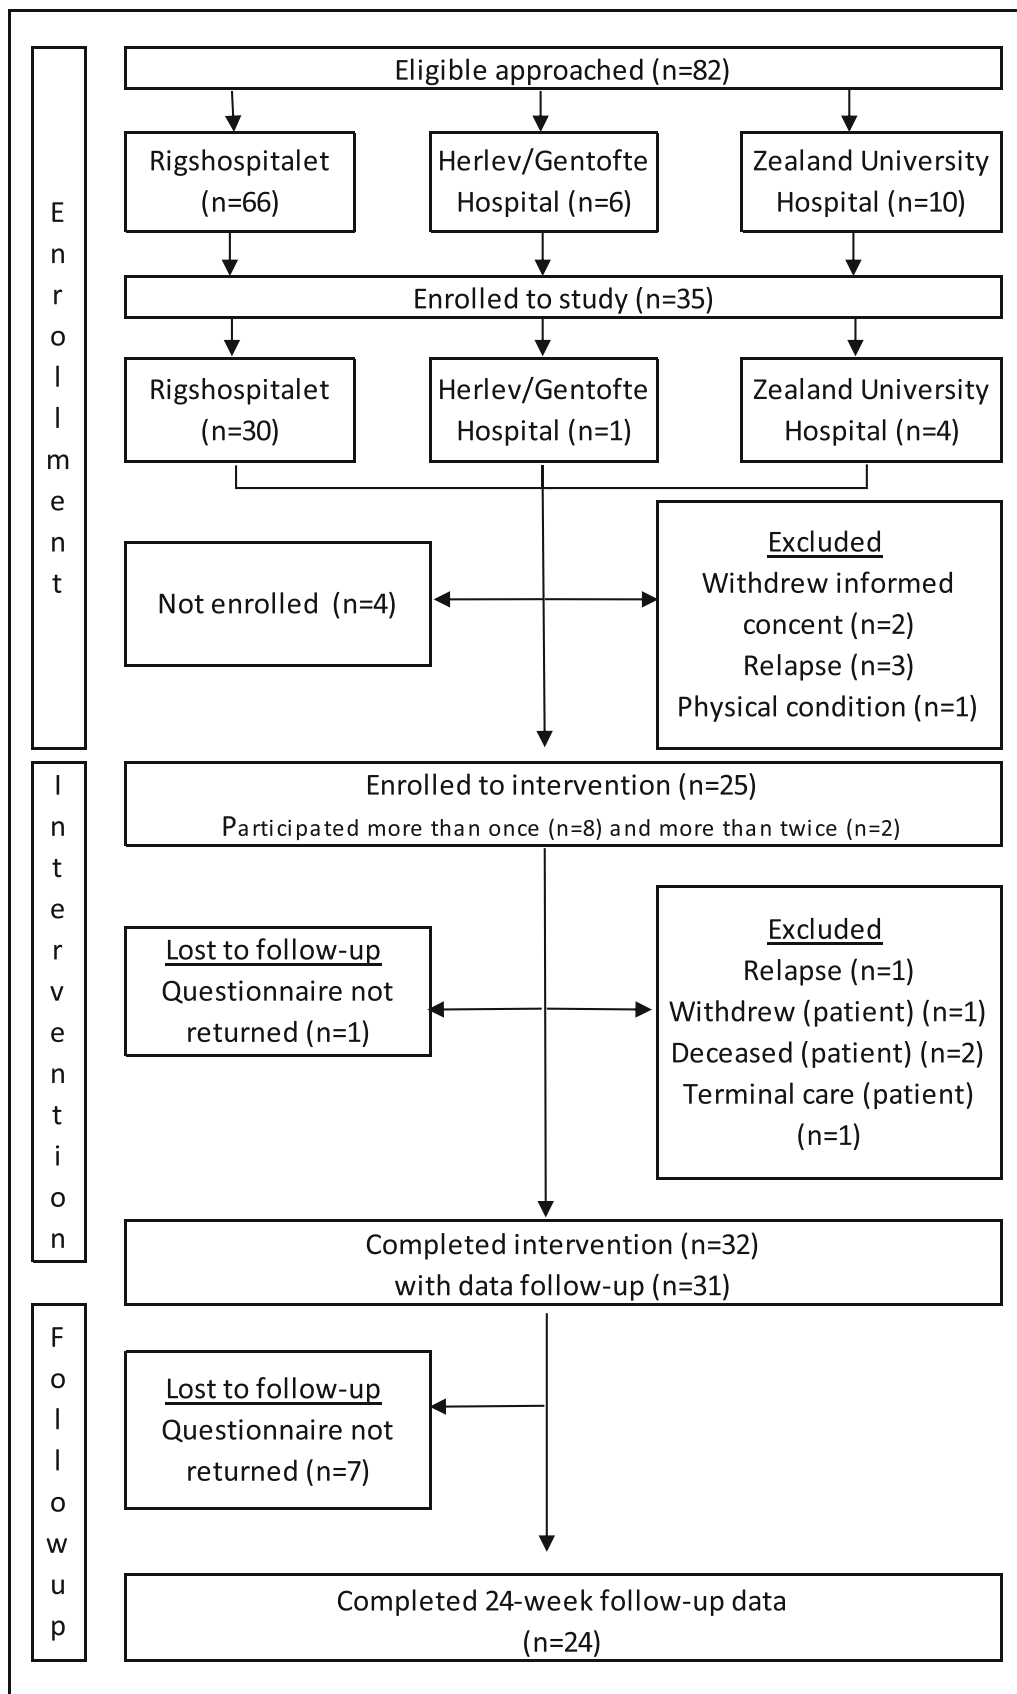 Enrollment
Eligible approached (n=82)
Rigshospitalet
(n=66)
Herlev/Gentofte
Hospital (n=6)
Zealand University
Hospital (n=10)
Enrolled to study (n=35)
Rigshospitalet
(n=30)
Herlev/Gentofte
Hospital (n=1)
Zealand University
Hospital (n=4)
Not enrolled (n=4)
Excluded
Withdrew informed
concent (n=2)
Relapse (n=3)
Physical condition (n=1)
Intervention
Enrolled to intervention (n=25)
Participated more than once (n=8) and more than twice (n=2)
Lost to follow-up
Questionnaire not
returned (n=1)
Excluded
Relapse (n=1)
Withdrew (patient) (n=1)
Deceased (patient) (n=2)
Terminal care (patient)
(n=1)
Completed intervention (n=32)
with data follow-up (n=31)
Followup
Lost to follow-up
Questionnaire not
returned (n=7)
Completed 24-week follow-up data
(n=24)